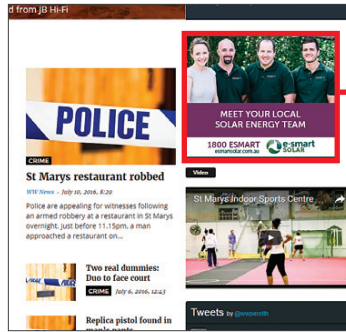 d from JB Hi-Fi
POLICE
CRIME
St Marys restaurant robbed
WW News - July 10, 2016, 8:20
Police are appealing for witnesses following
an armed robbery at a restaurant in St Marys
overnight. Just before 11.15pm, a man
approached a restaurant on...
Two real dummies:
Duo to face court
CRIME July 6, 2016, 12:43
Replica pistol found in
man's pants
MEET YOUR LOCAL
SOLAR ENERGY TEAM
1800 ESMART
esmartsolar.com.au
e-smart
SOLAR
Video
St Marys Indoor Sports Centre
Tweets by @wwpenrith